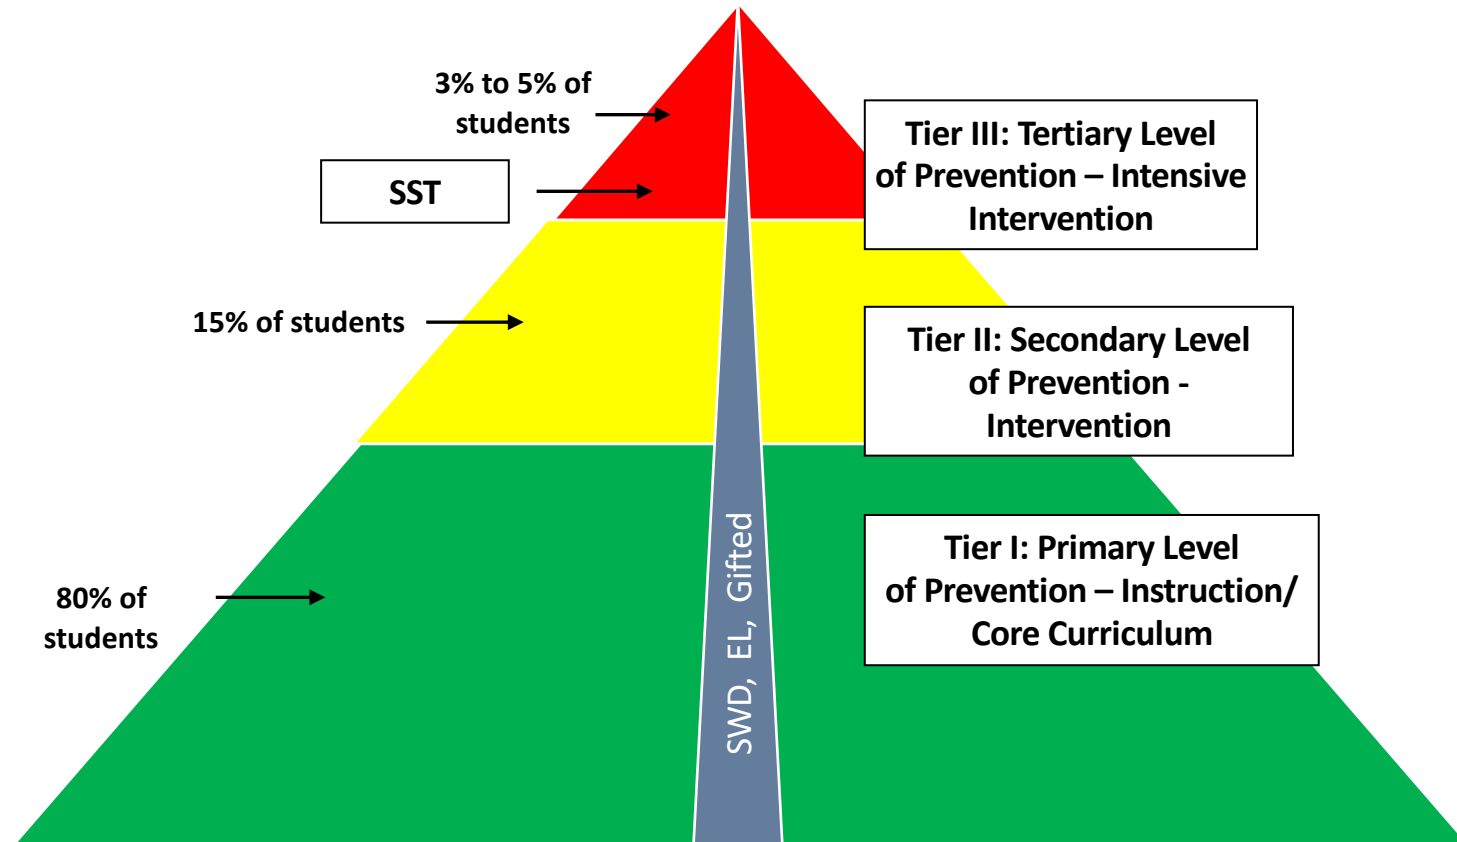 3% to 5% of
students
SST
Tier III: Tertiary Level
of Prevention – Intensive
Intervention
15% of students
Tier II: Secondary Level
of Prevention -
Intervention
80% of
students
Tier I: Primary Level
of Prevention – Instruction/
Core Curriculum
SWD, EL, Gifted